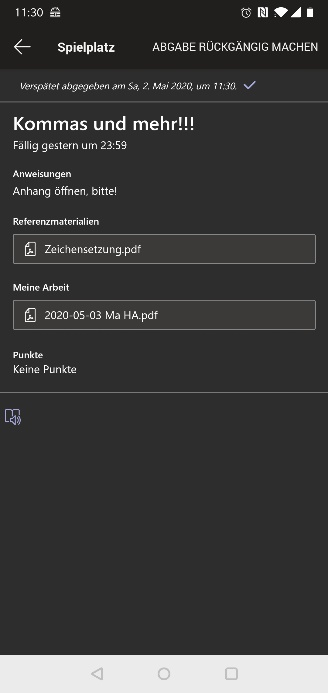 11:30
Spielplatz
ABGABE RÜCKGÄNGIG MACHEN
Verspätet abgegeben am Sa, 2. Mai 2020, um 11:30.
Kommas und mehr!!!
Fällig gestern um 23:59
Anweisungen
Anhang öffnen, bitte!
Referenzmaterialien
Zeichensetzung.pdf
Meine Arbeit
2020-05-03 Ma HA.pdf
Punkte
Keine Punkte